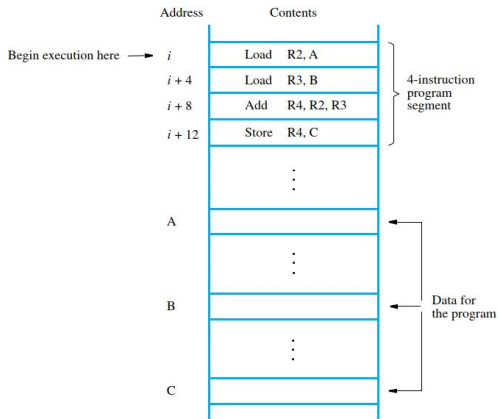 Address Contents
Begin execution here i Load R2, A
i + 4 Load R3, B
i + 8 Add R4, R2, R3
i + 12 Store R4, C
4-instruction
program
segment
A
B
C
Data for
the program